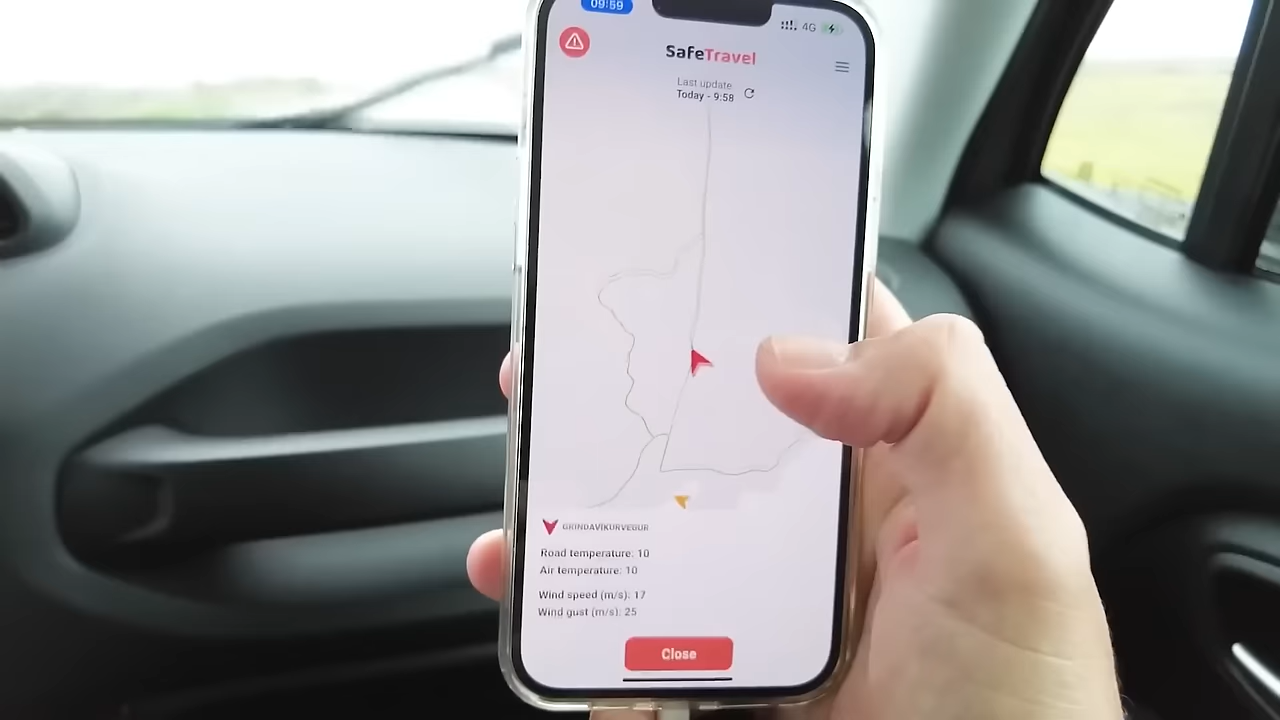 09:59
4G
SafeTravel
Last update
Today - 9:58
GRINDAVÍKURVEGUR
Road temperature: 10
Air temperature: 10
Wind speed (m/s): 17
Wind gust (m/s): 25
Close